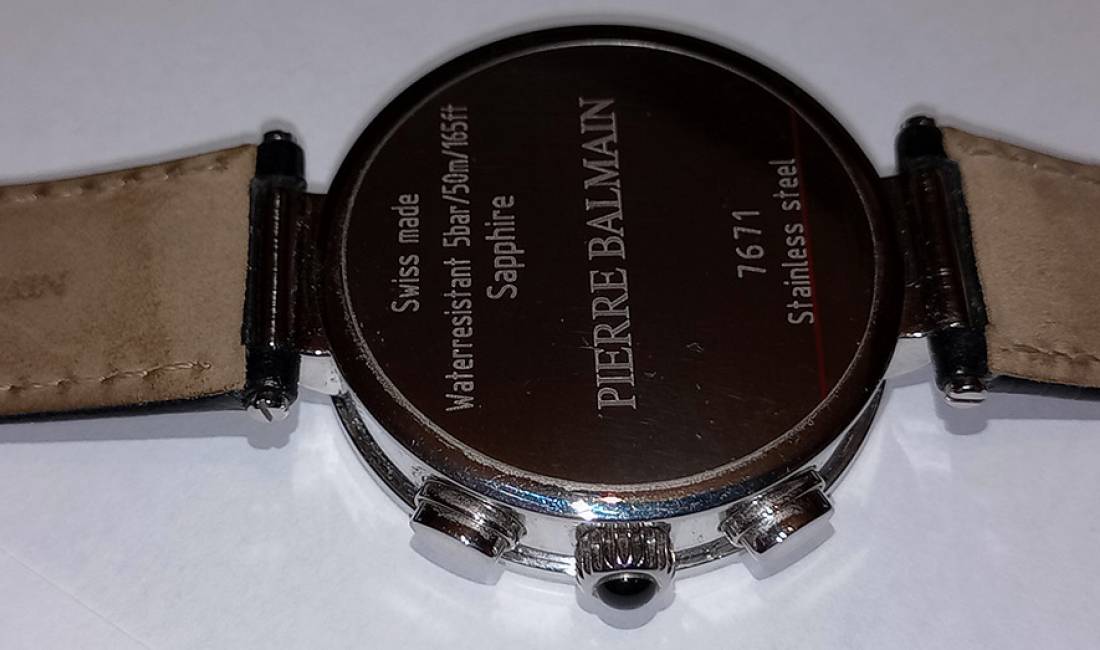 Swiss made
Waterresistant 5bar/50m/165ft
Sapphire
PIERRE BALMAIN
7671
Stainless steel